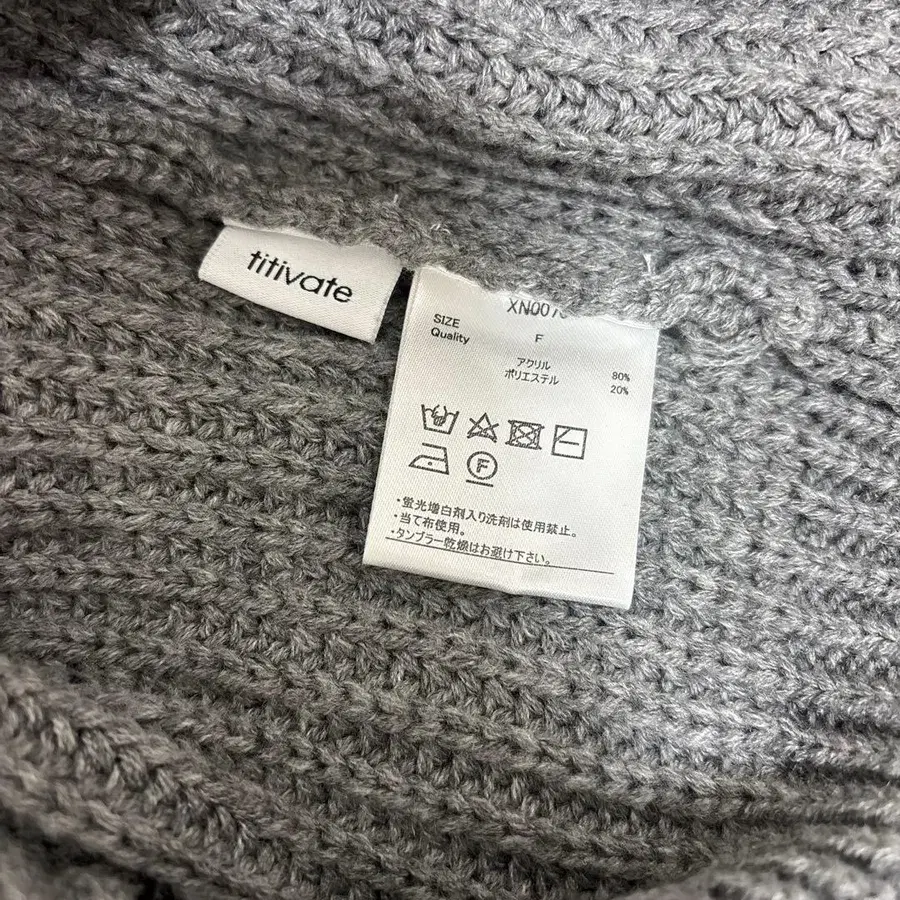 titivate
XN007
SIZE F
Quality
アクリル 80%
ポリエステル 20%
F
・蛍光増白剤入り洗剤は使用禁止。
・当て布使用。
・タンブラー乾燥はお避け下さい。